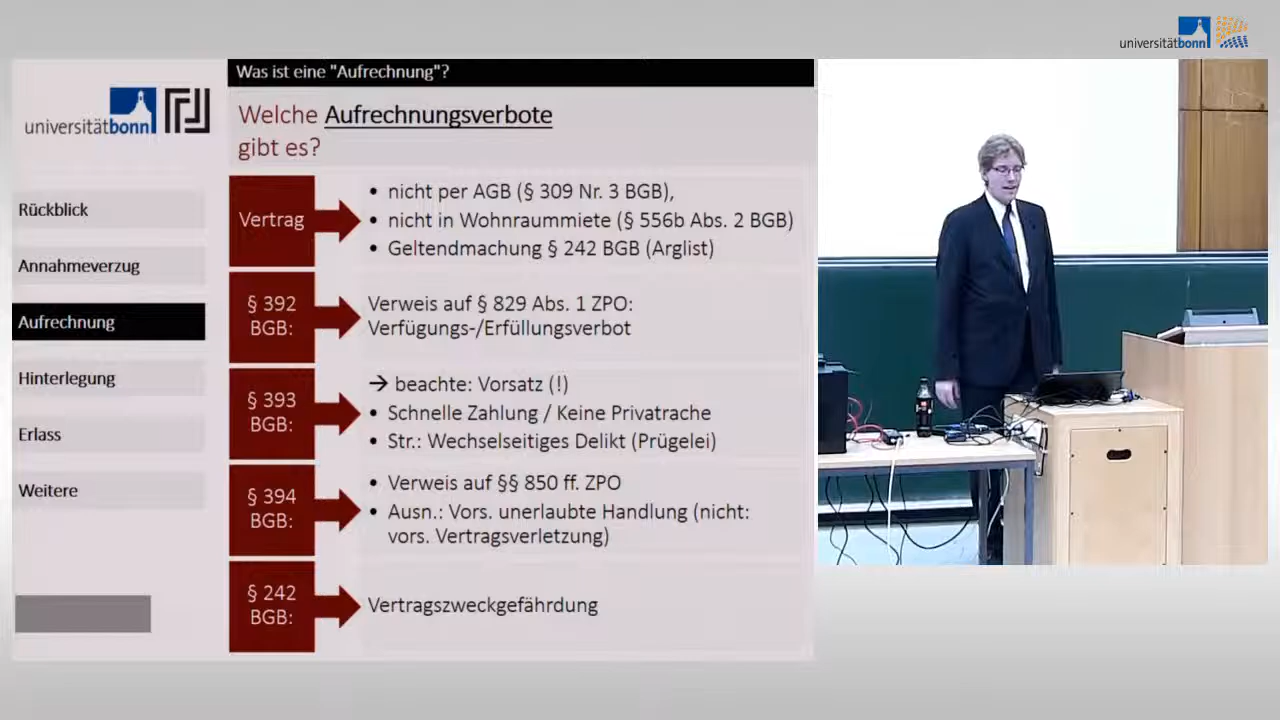 universitätbonn
Was ist eine "Aufrechnung"?
universitätbonn
Welche Aufrechnungsverbote
gibt es?
Rückblick
Annahmeverzug
Aufrechnung
Hinterlegung
Erlass
Weitere
Vertrag
• nicht per AGB (§ 309 Nr. 3 BGB),
• nicht in Wohnraummiete (§ 556b Abs. 2 BGB)
• Geltendmachung § 242 BGB (Arglist)
§ 392
BGB:
Verweis auf § 829 Abs. 1 ZPO:
Verfügungs-/Erfüllungsverbot
§ 393
BGB:
→ beachte: Vorsatz (!)
• Schnelle Zahlung / Keine Privatrache
• Str.: Wechselseitiges Delikt (Prügelei)
§ 394
BGB:
• Verweis auf §§ 850 ff. ZPO
• Ausn.: Vors. unerlaubte Handlung (nicht:
vors. Vertragsverletzung)
§ 242
BGB:
Vertragszweckgefährdung